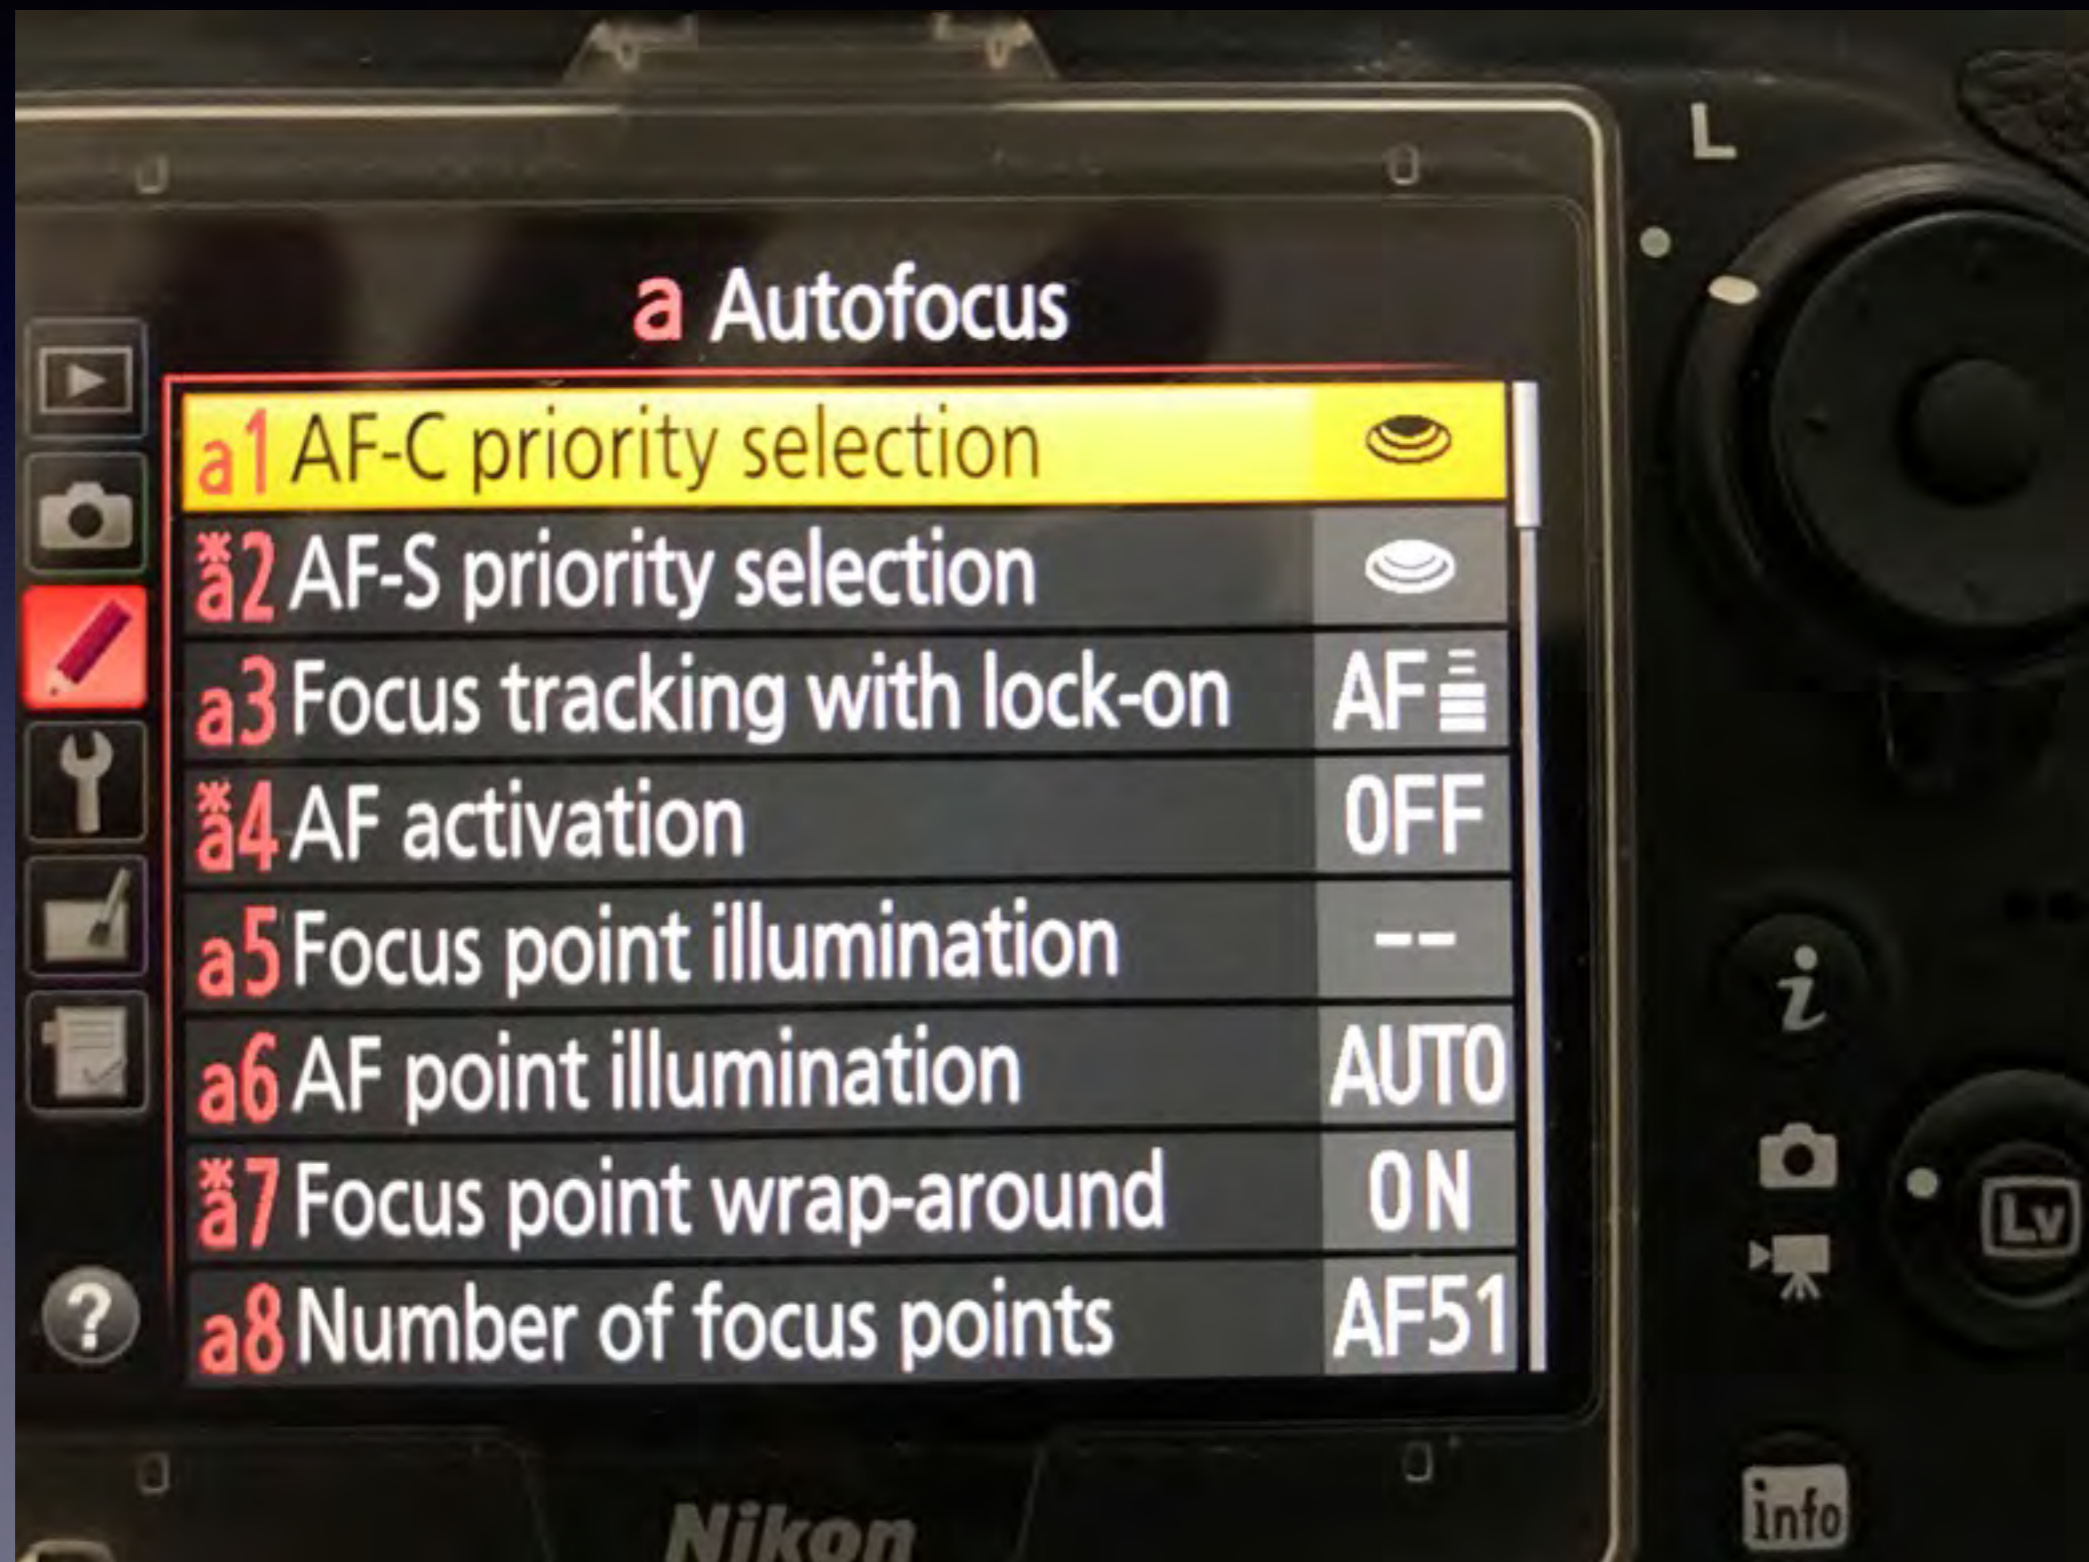 L
a Autofocus
a1 AF-C priority selection
*a2 AF-S priority selection
a3 Focus tracking with lock-on AF
*a4 AF activation OFF
a5 Focus point illumination --
a6 AF point illumination AUTO
*a7 Focus point wrap-around ON
a8 Number of focus points AF51
?
i
Lv
info
Nikon